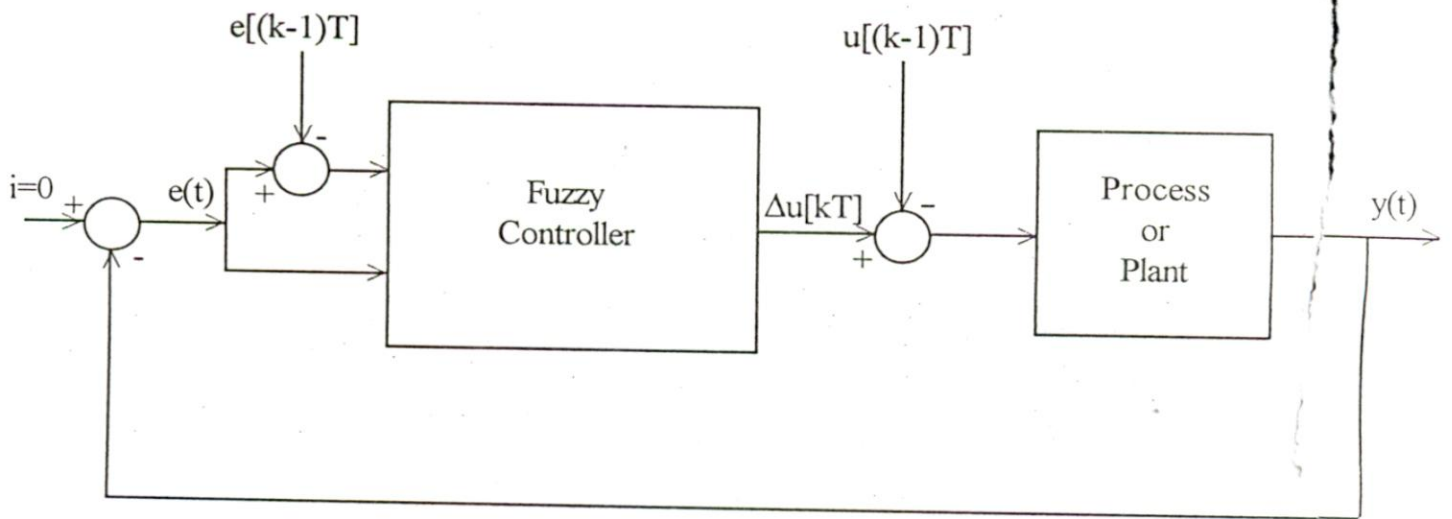 e[(k-1)T]
u[(k-1)T]
i=0
+
-
e(t)
+
-
Fuzzy
Controller
Δu[kT]
+
-
Process
or
Plant
y(t)